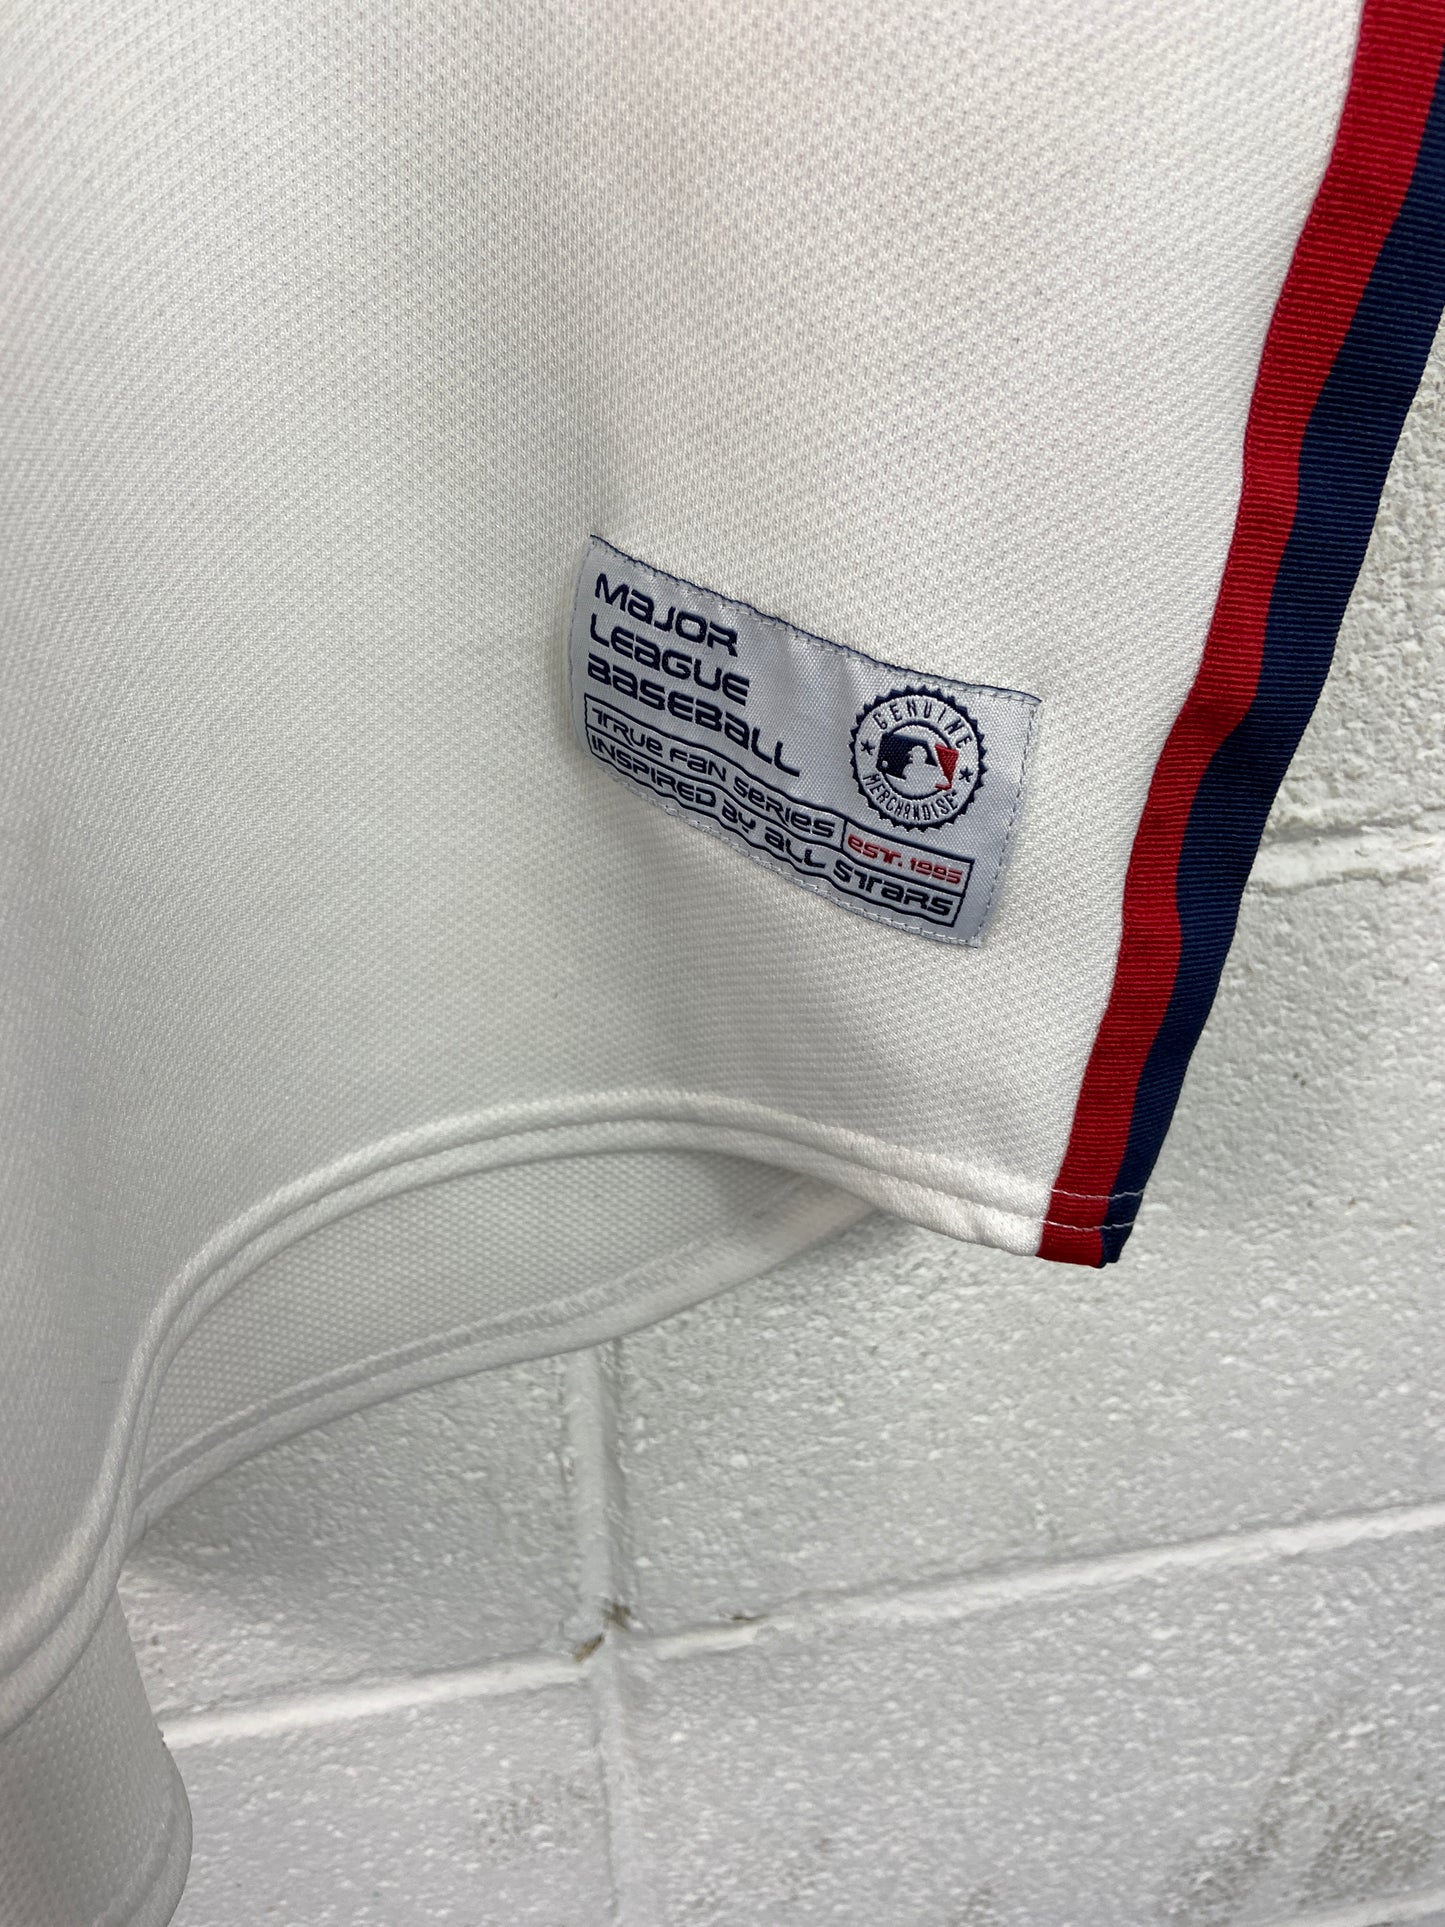 MAJOR
LEAGUE
BASEBALL
TRUE FAN SERIES
EST. 1995
INSPIRED BY ALL STARS
GENUINE
MERCHANDISE